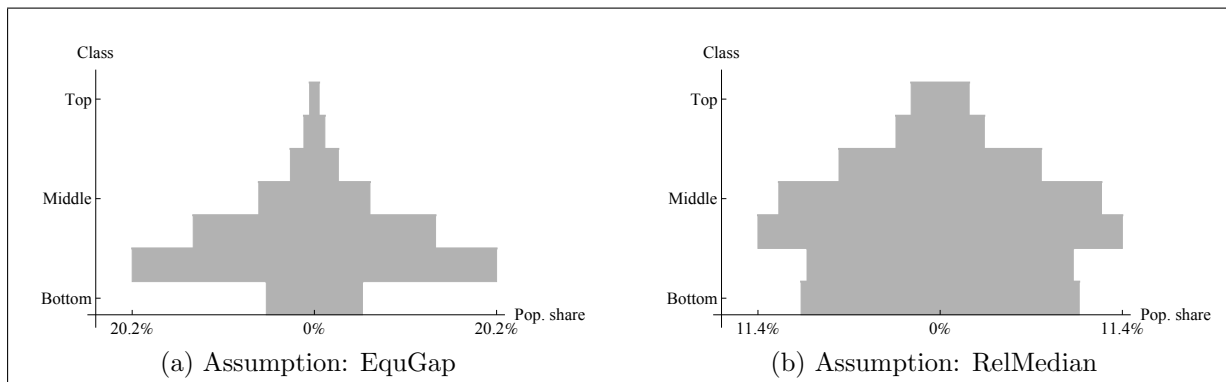 Class
Top
Middle
Bottom
20.2%
0%
20.2%
Pop. share
(a) Assumption: EquGap
Class
Top
Middle
Bottom
11.4%
0%
11.4%
Pop. share
(b) Assumption: RelMedian